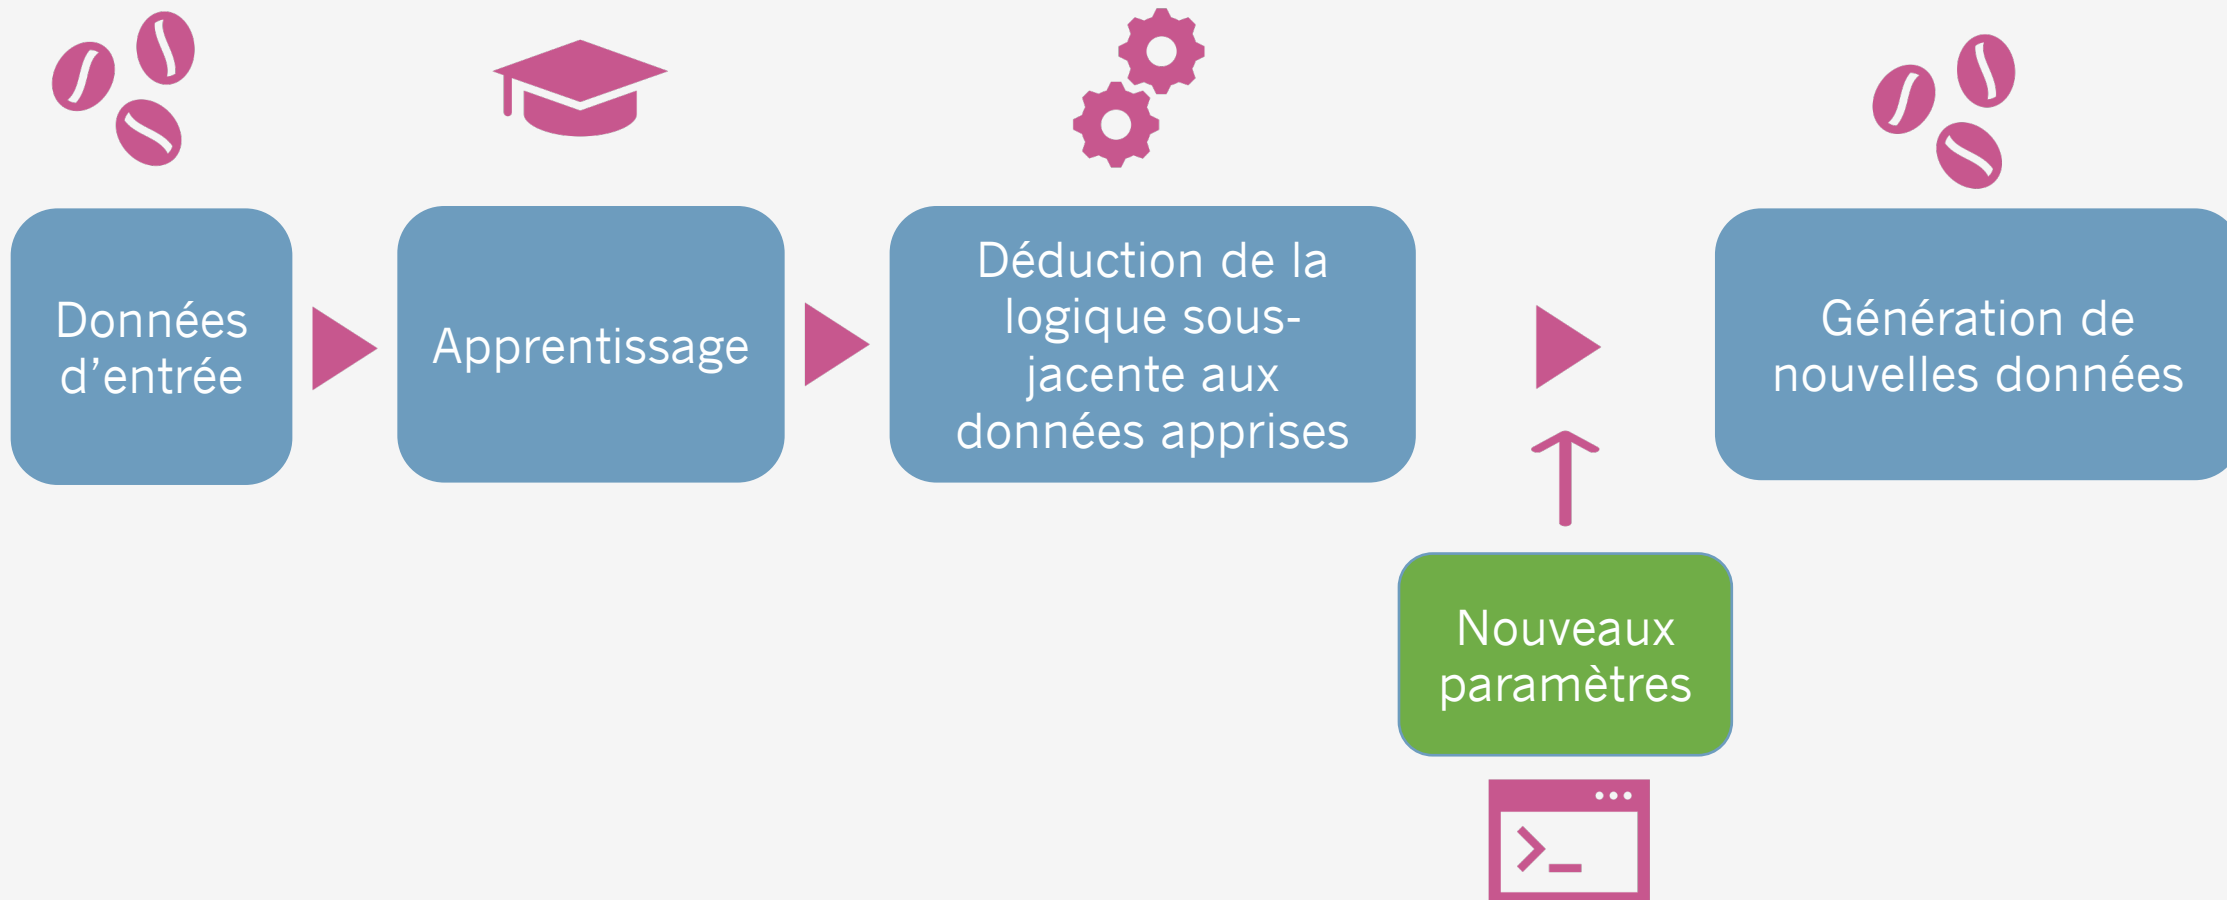 Données
d’entrée
Apprentissage
Déduction de la
logique sous-
jacente aux
données apprises
Génération de
nouvelles données
Nouveaux
paramètres
>_